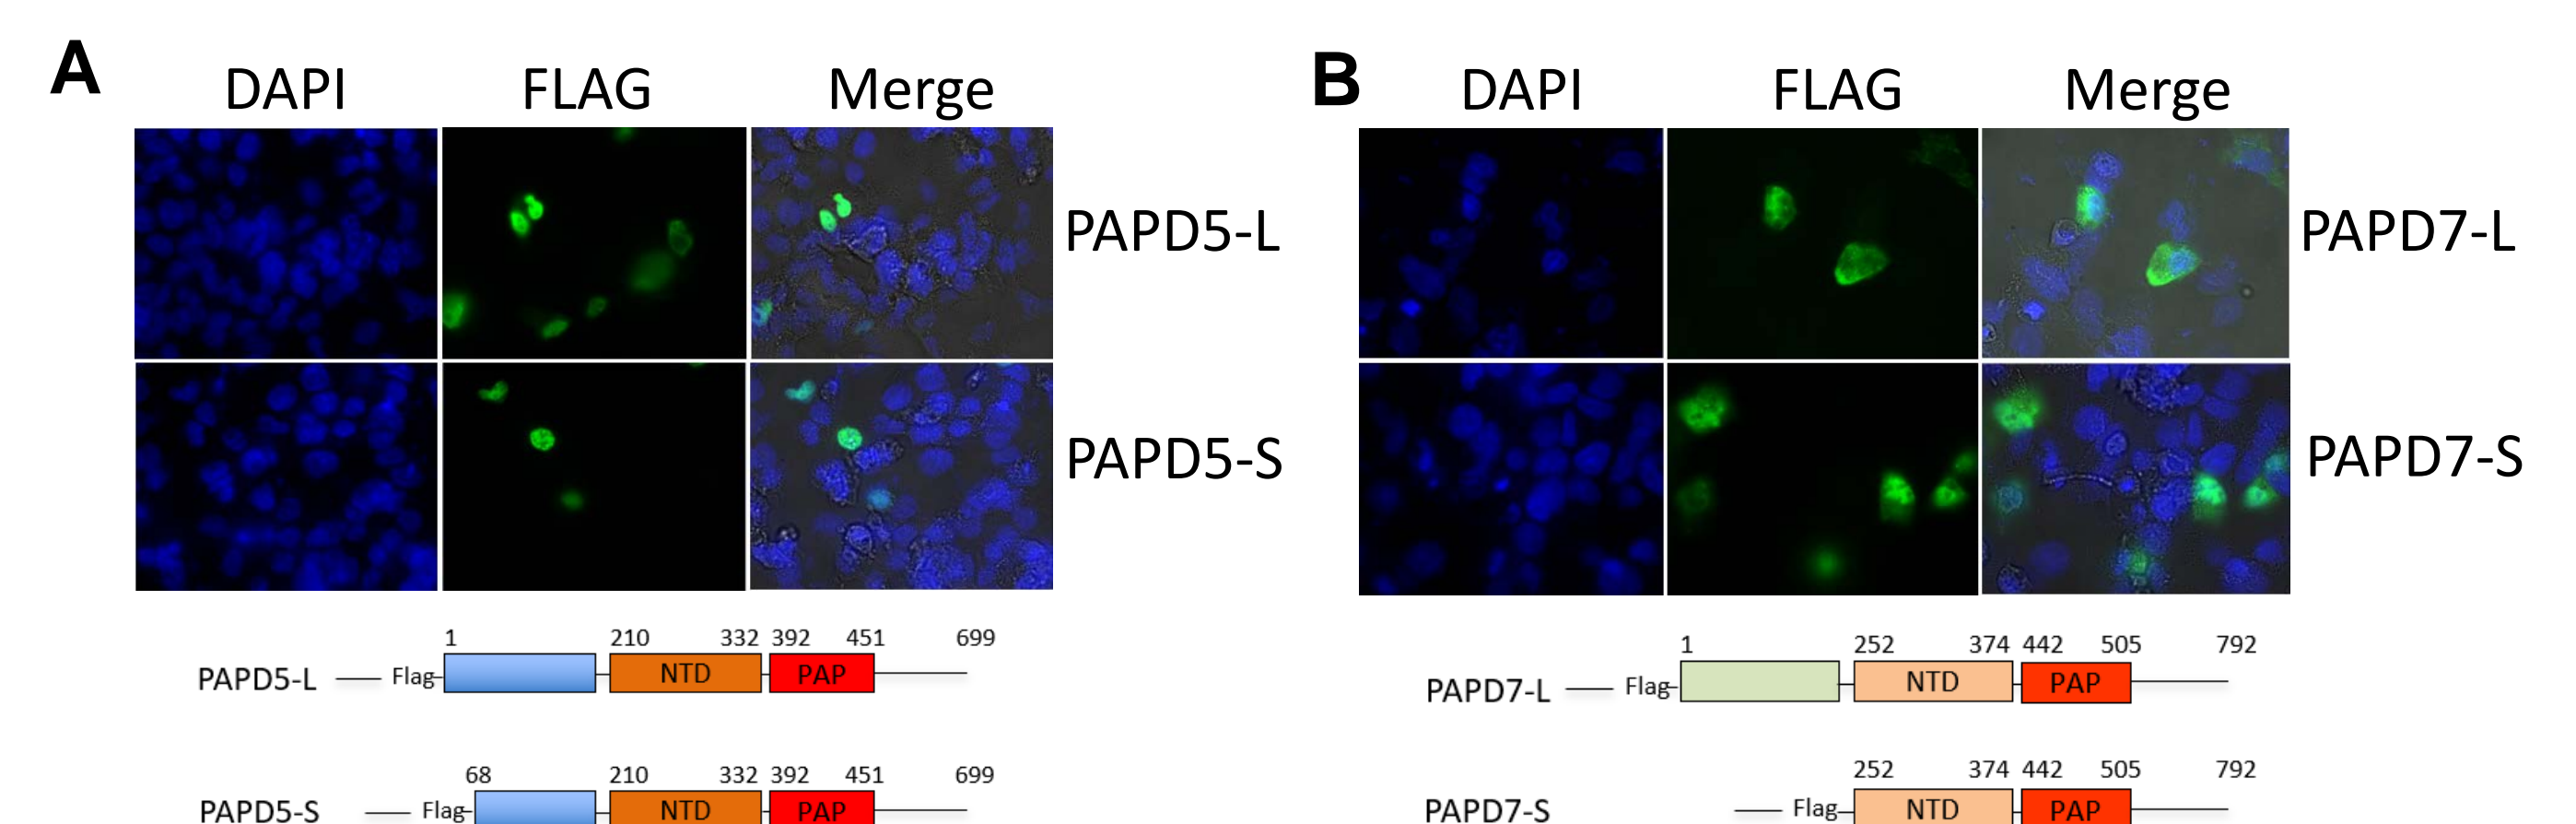 A
DAPI FLAG Merge
PAPD5-L
PAPD5-S
1 210 332 392 451 699
PAPD5-L Flag NTD PAP
68 210 332 392 451 699
PAPD5-S Flag NTD PAP
B
DAPI FLAG Merge
PAPD7-L
PAPD7-S
1 252 374 442 505 792
PAPD7-L Flag NTD PAP
252 374 442 505 792
PAPD7-S Flag NTD PAP